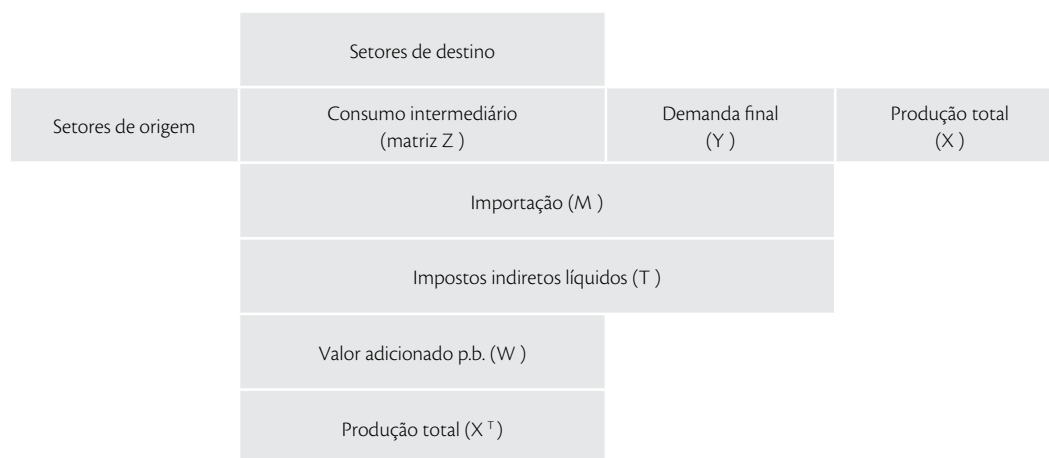 Setores de destino
Setores de origem
Consumo intermediário
(matriz Z )
Demanda final
(Y )
Produção total
(X )
Importação (M )
Impostos indiretos líquidos (T )
Valor adicionado p.b. (W )
Produção total (X ᵀ)